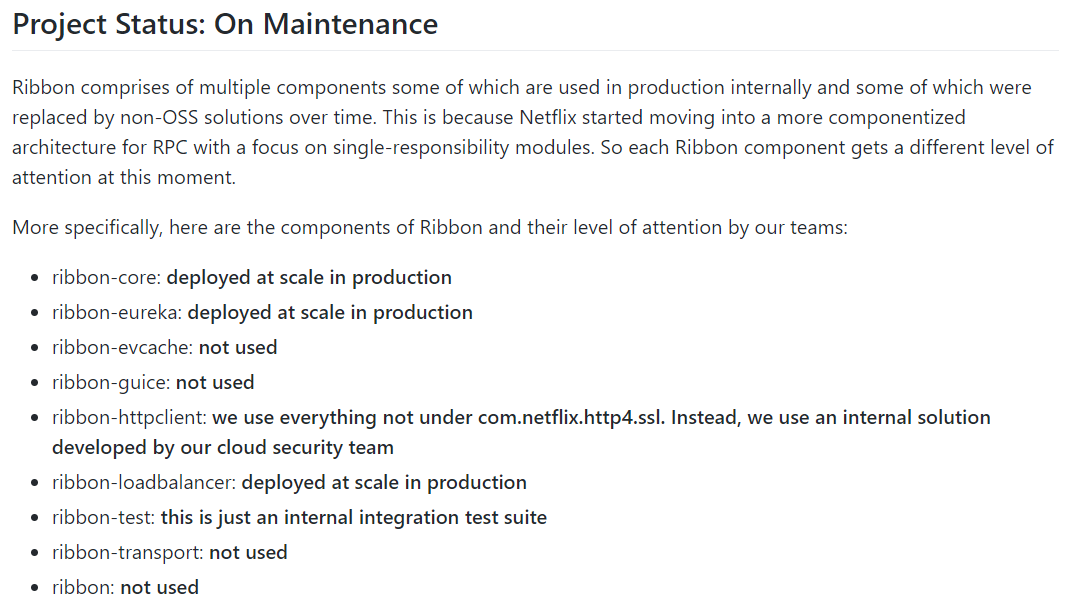 Project Status: On Maintenance
Ribbon comprises of multiple components some of which are used in production internally and some of which were
replaced by non-OSS solutions over time. This is because Netflix started moving into a more componentized
architecture for RPC with a focus on single-responsibility modules. So each Ribbon component gets a different level of
attention at this moment.
More specifically, here are the components of Ribbon and their level of attention by our teams:
• ribbon-core: deployed at scale in production
• ribbon-eureka: deployed at scale in production
• ribbon-evcache: not used
• ribbon-guice: not used
• ribbon-httpclient: we use everything not under com.netflix.http4.ssl. Instead, we use an internal solution
developed by our cloud security team
• ribbon-loadbalancer: deployed at scale in production
• ribbon-test: this is just an internal integration test suite
• ribbon-transport: not used
• ribbon: not used